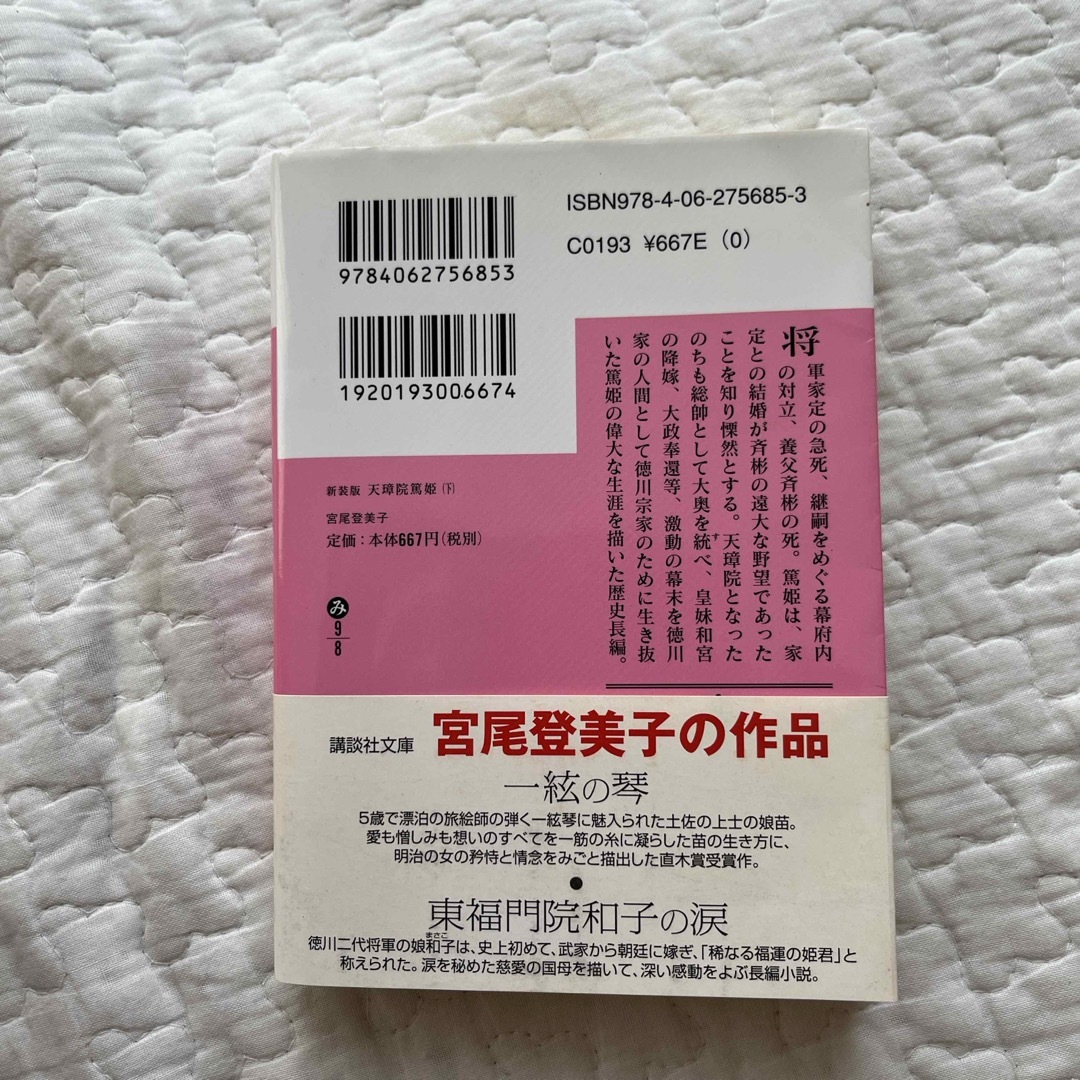 ISBN978-4-06-275685-3
C0193 ¥667E (0)
9784062756853
1920193006674
将軍家定の急死、継嗣をめぐる幕府内
の対立、養父斉彬の死。篤姫は、家
定との結婚が斉彬の遠大な野望であった
ことを知り慄然とする。天璋院となった
のちも総帥として大奥を統べ、皇妹和宮
す
の降嫁、大政奉還等、激動の幕末を徳川
家の人間として徳川宗家のために生き抜
いた篤姫の偉大な生涯を描いた歴史長編。
新装版 天璋院篤姫(下)
宮尾登美子
定価:本体667円(税別)
み
9
8
講談社文庫 宮尾登美子の作品
一絃の琴
5歳で漂泊の旅絵師の弾く一絃琴に魅入られた土佐の上士の娘苗。
愛も憎しみも想いのすべてを一筋の糸に凝らした苗の生き方に、
明治の女の矜恃と情念をみごと描出した直木賞受賞作。
●
東福門院和子の涙
まさこ
徳川二代将軍の娘和子は、史上初めて、武家から朝廷に嫁ぎ、「稀なる福運の姫君」と
称えられた。涙を秘めた慈愛の国母を描いて、深い感動をよぶ長編小説。